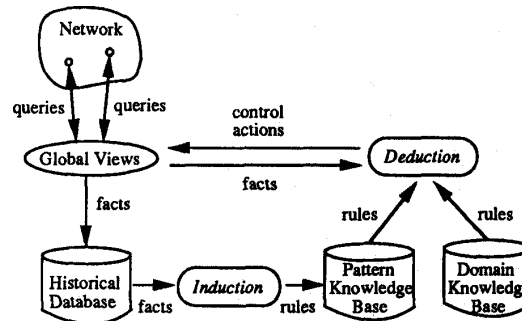 Network
queries
queries
control
actions
Global Views
Deduction
facts
facts
rules
rules
Historical
Database
facts
Induction
rules
Pattern
Knowledge
Base
Domain
Knowledge
Base